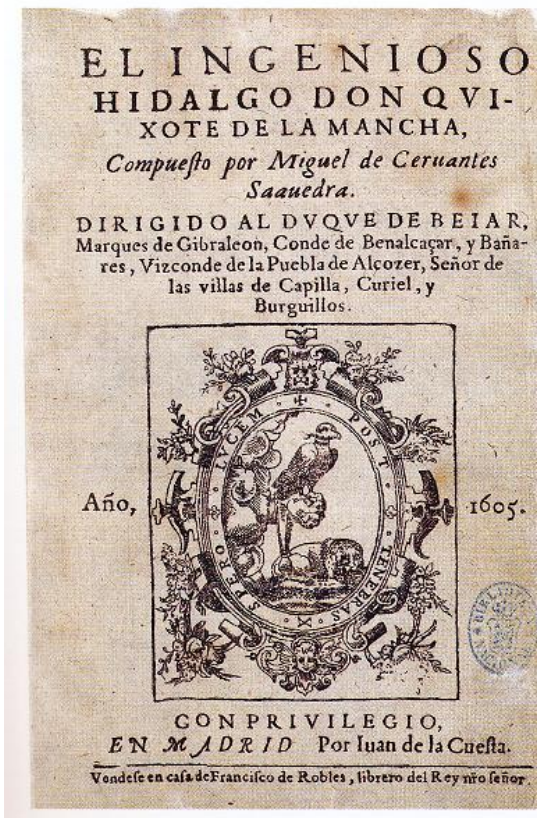 EL INGENIOSO
HIDALGO DON QVI-
XOTE DE LA MANCHA,
Compueſto por Miguel de Ceruantes
Saauedra.
DIRIGIDO AL DVQVE DE BEIAR,
Marques de Gibraleon, Conde de Benalcaçar, y Baña-
res, Vizconde de la Puebla de Alcozer, Señor de
las villas de Capilla, Curiel, y
Burguillos.
SPERO LVCEM POST TENEBRAS
Año, 1605.
CON PRIVILEGIO,
EN MADRID Por Iuan de la Cueſta.
Vendeſe en caſa de Franciſco de Robles, librero del Rey nr̃o ſeñor.